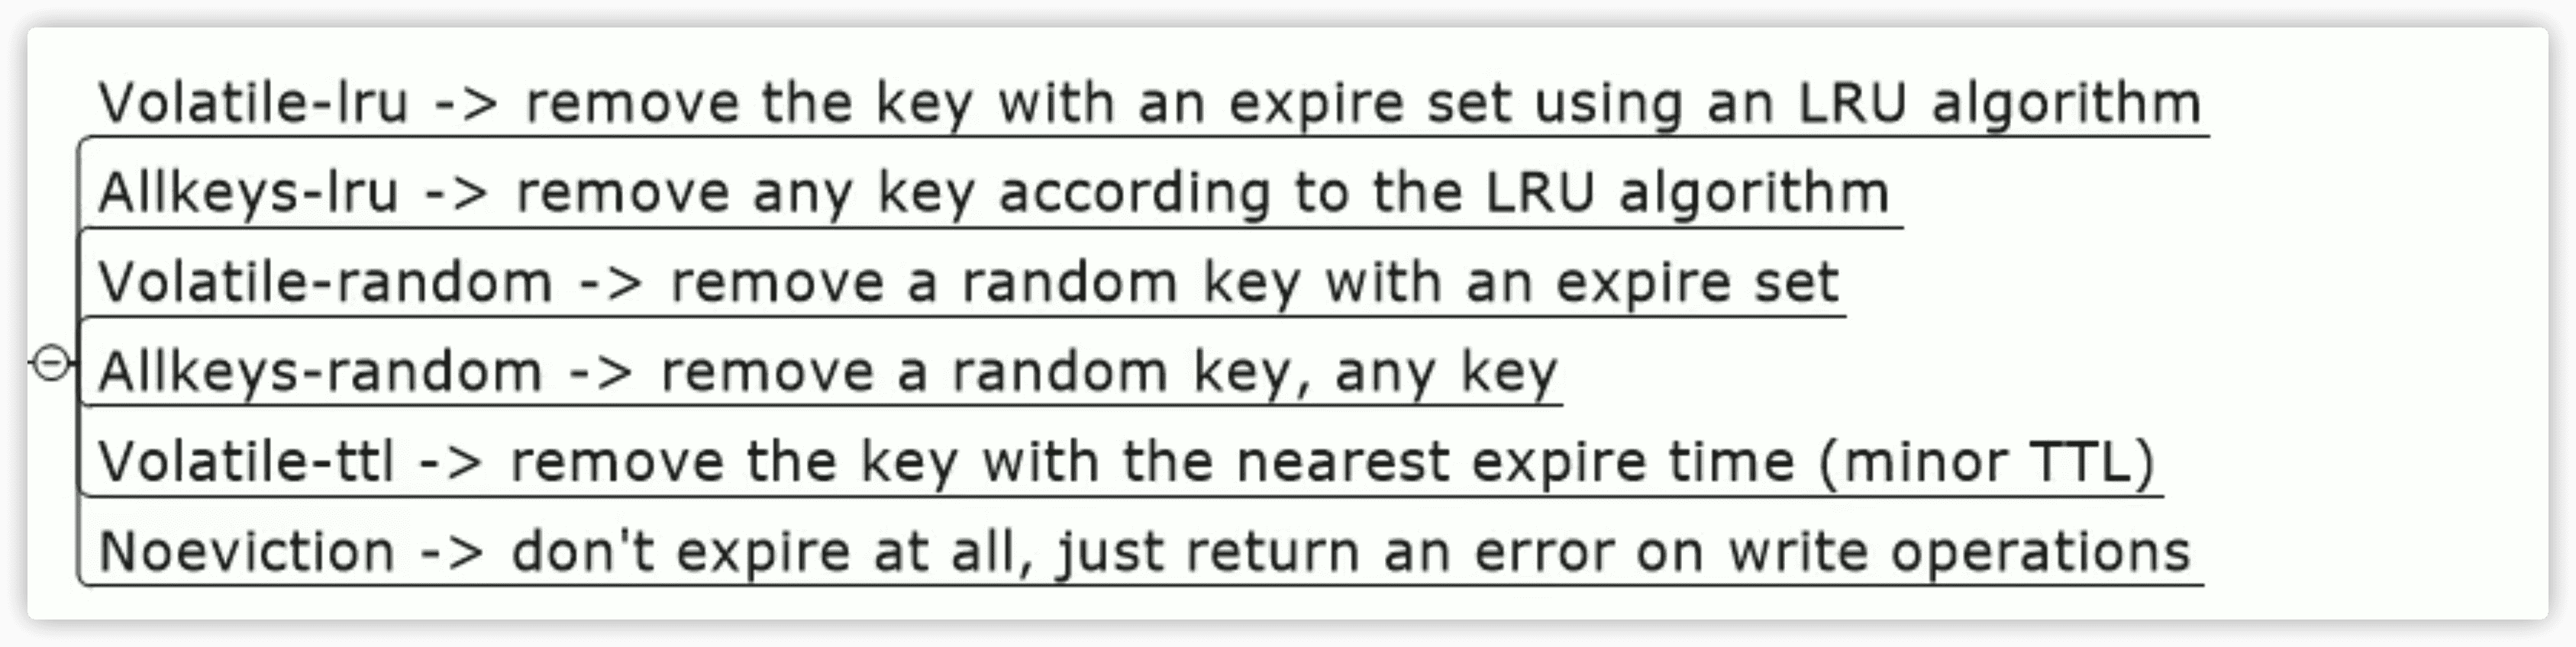 Volatile-lru -> remove the key with an expire set using an LRU algorithm
Allkeys-lru -> remove any key according to the LRU algorithm
Volatile-random -> remove a random key with an expire set
Allkeys-random -> remove a random key, any key
Volatile-ttl -> remove the key with the nearest expire time (minor TTL)
Noeviction -> don't expire at all, just return an error on write operations